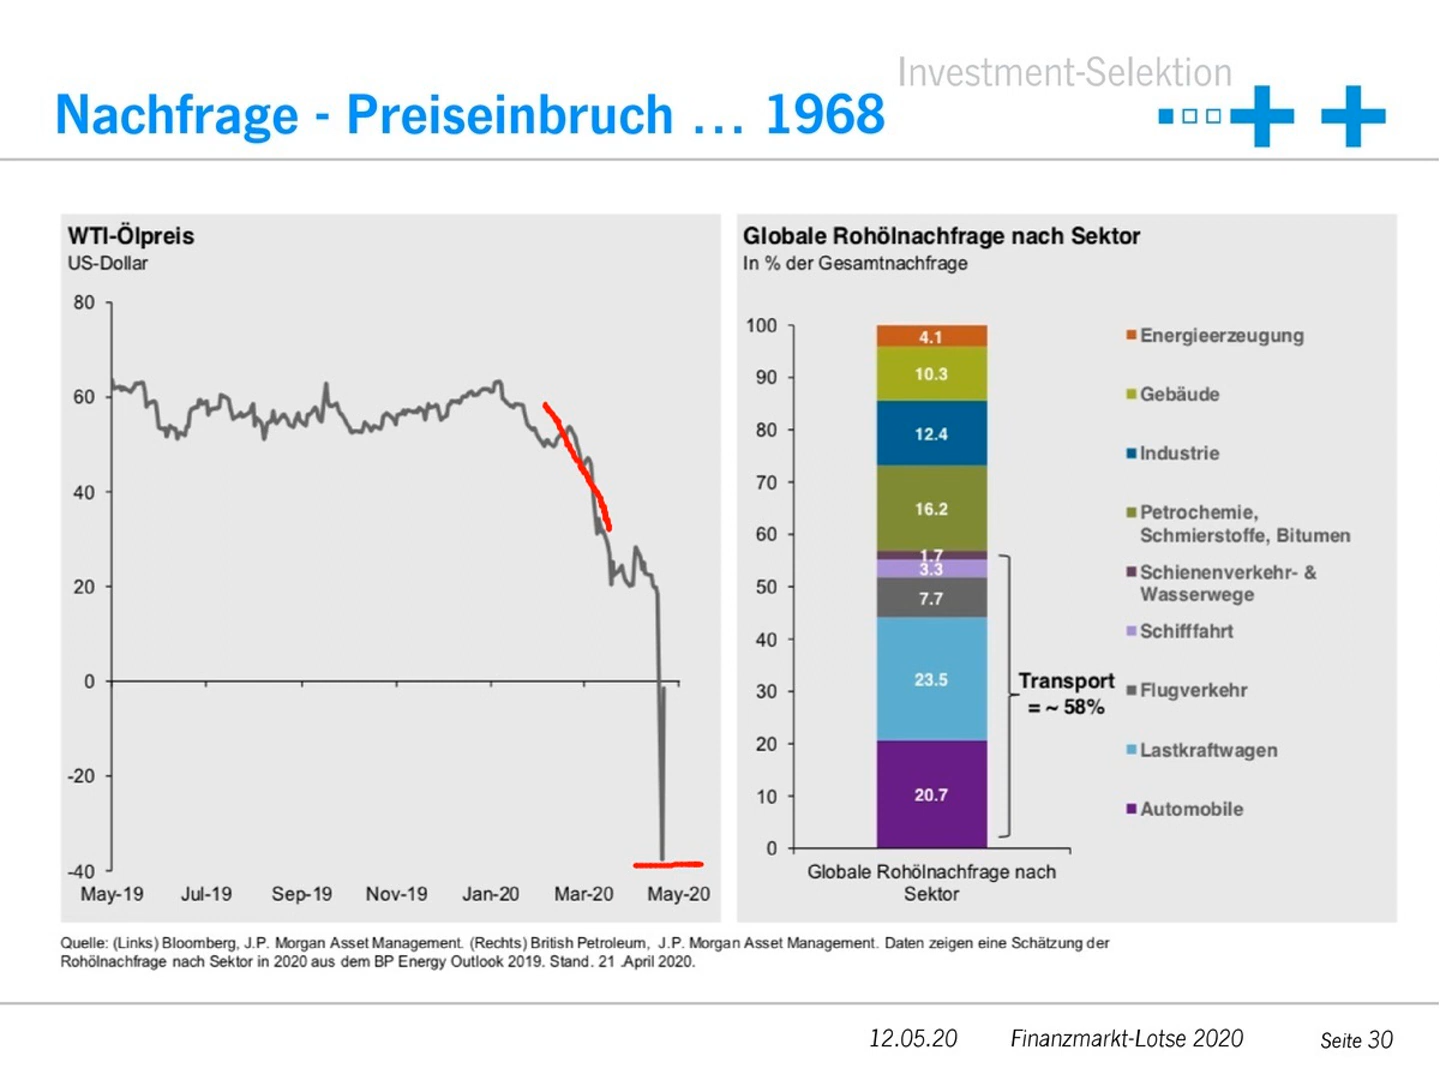 Investment-Selektion
Nachfrage - Preiseinbruch … 1968
WTI-Ölpreis
US-Dollar
80
60
40
20
0
-20
-40
May-19 Jul-19 Sep-19 Nov-19 Jan-20 Mar-20 May-20
Globale Rohölnachfrage nach Sektor
In % der Gesamtnachfrage
100
90
80
70
60
50
40
30
20
10
0
4.1
10.3
12.4
16.2
1.7
3.3
7.7
23.5
20.7
Transport
= ~ 58%
Globale Rohölnachfrage nach
Sektor
Energieerzeugung
Gebäude
Industrie
Petrochemie,
Schmierstoffe, Bitumen
Schienenverkehr- &
Wasserwege
Schifffahrt
Flugverkehr
Lastkraftwagen
Automobile
Quelle: (Links) Bloomberg, J.P. Morgan Asset Management. (Rechts) British Petroleum, J.P. Morgan Asset Management. Daten zeigen eine Schätzung der
Rohölnachfrage nach Sektor in 2020 aus dem BP Energy Outlook 2019. Stand. 21 .April 2020.
12.05.20 Finanzmarkt-Lotse 2020 Seite 30